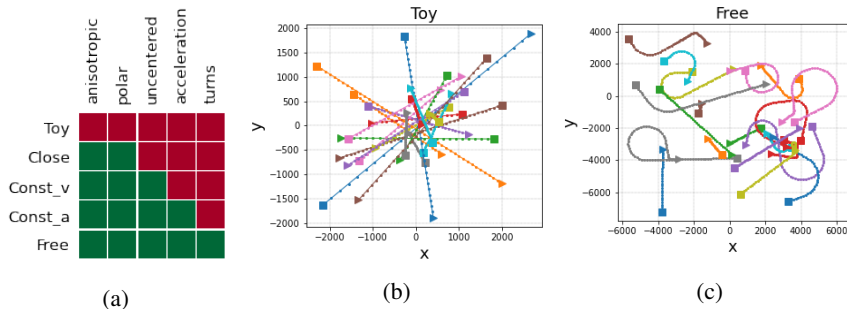 anisotropic
polar
uncentered
acceleration
turns
Toy
Close
Const_v
Const_a
Free
(a)
Toy
2000
1500
1000
500
0
−500
−1000
−1500
−2000
y
−2000 −1000 0 1000 2000
x
(b)
Free
4000
2000
0
−2000
−4000
−6000
y
−6000 −4000 −2000 0 2000 4000 6000
x
(c)